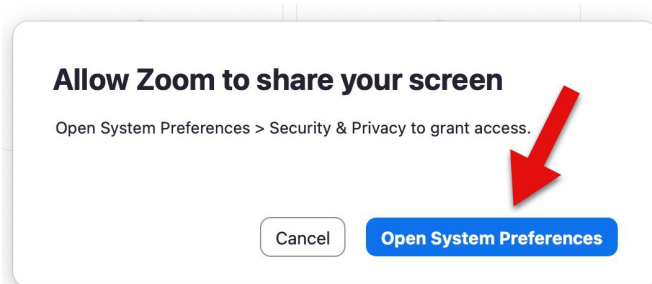 Allow Zoom to share your screen
Open System Preferences > Security & Privacy to grant access.
Cancel
Open System Preferences